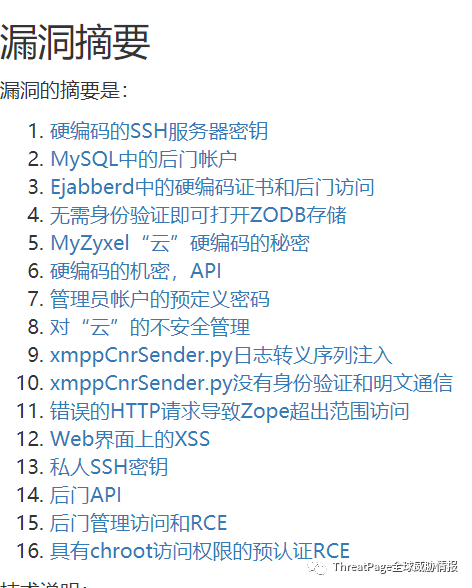 漏洞摘要
漏洞的摘要是：
1. 硬编码的SSH服务器密钥
2. MySQL中的后门帐户
3. Ejabberd中的硬编码证书和后门访问
4. 无需身份验证即可打开ZODB存储
5. MyZyxel“云”硬编码的秘密
6. 硬编码的机密，API
7. 管理员帐户的预定义密码
8. 对“云”的不安全管理
9. xmppCnrSender.py日志转义序列注入
10. xmppCnrSender.py没有身份验证和明文通信
11. 错误的HTTP请求导致Zope超出范围访问
12. Web界面上的XSS
13. 私人SSH密钥
14. 后门API
15. 后门管理访问和RCE
16. 具有chroot访问权限的预认证RCE
ThreatPage全球威胁情报